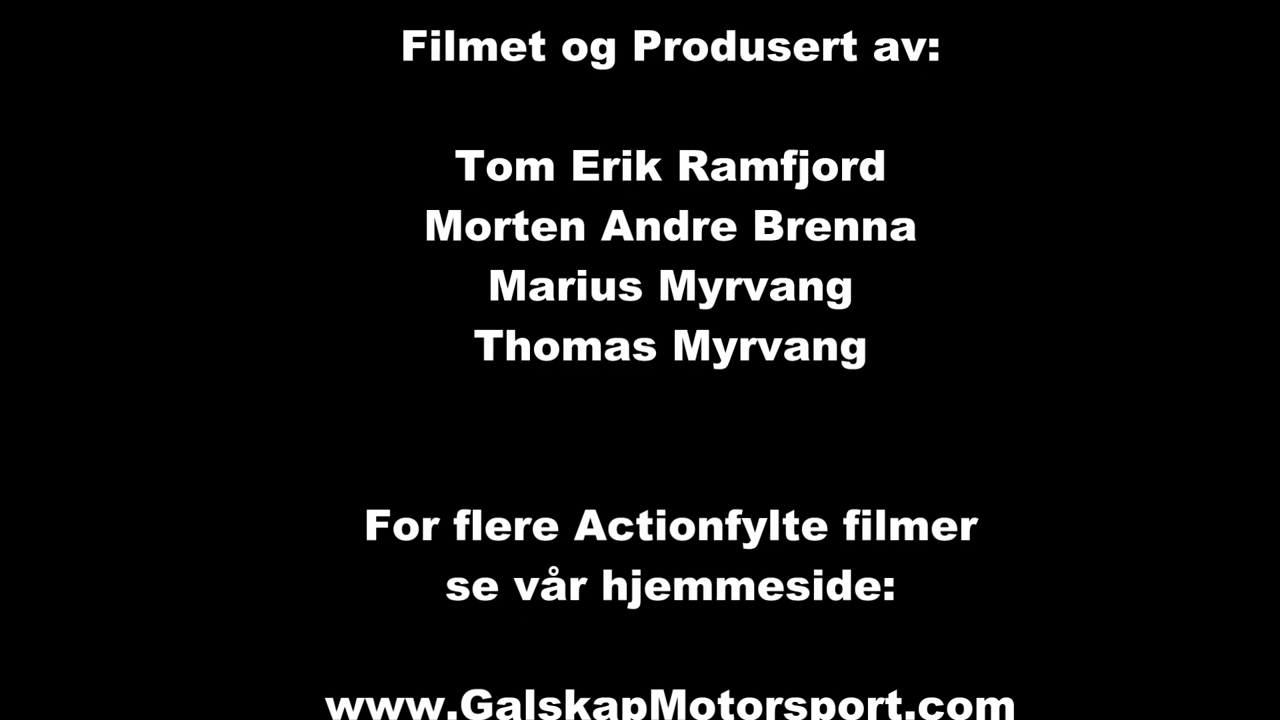 Filmet og Produsert av:
Tom Erik Ramfjord
Morten Andre Brenna
Marius Myrvang
Thomas Myrvang
For flere Actionfylte filmer
se vår hjemmeside:
www.GalskapMotorsport.com